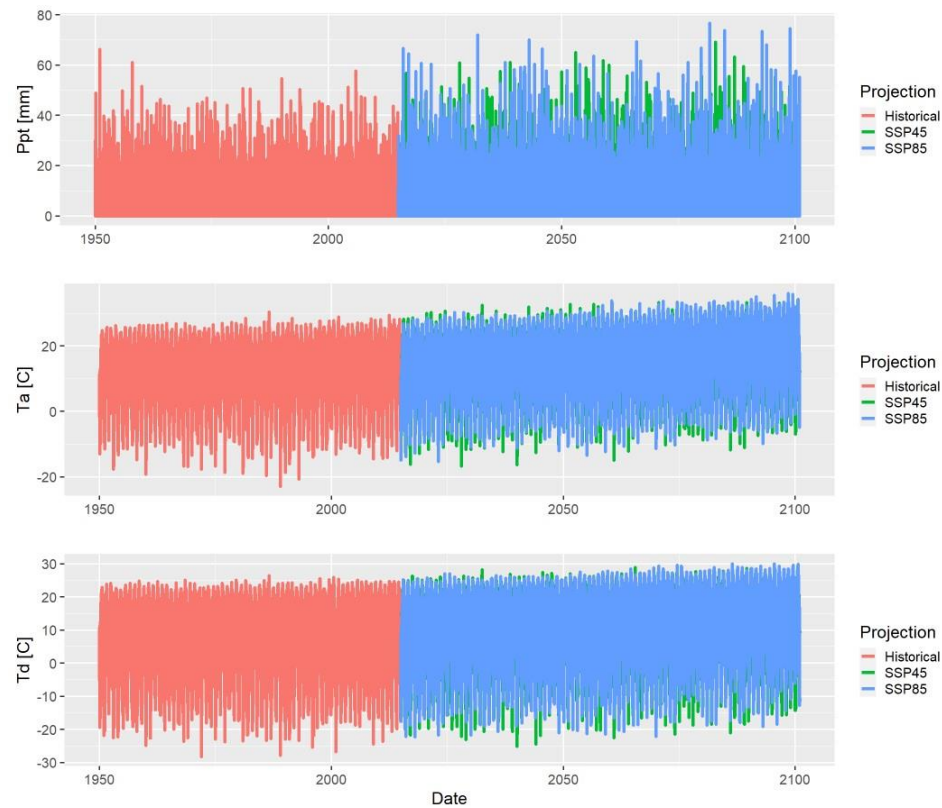 Ppt [mm]
80
60
40
20
0
1950
2000
2050
2100
Projection
Historical
SSP45
SSP85
Ta [C]
20
0
-20
1950
2000
2050
2100
Projection
Historical
SSP45
SSP85
Td [C]
30
20
10
0
-10
-20
-30
1950
2000
2050
2100
Date
Projection
Historical
SSP45
SSP85